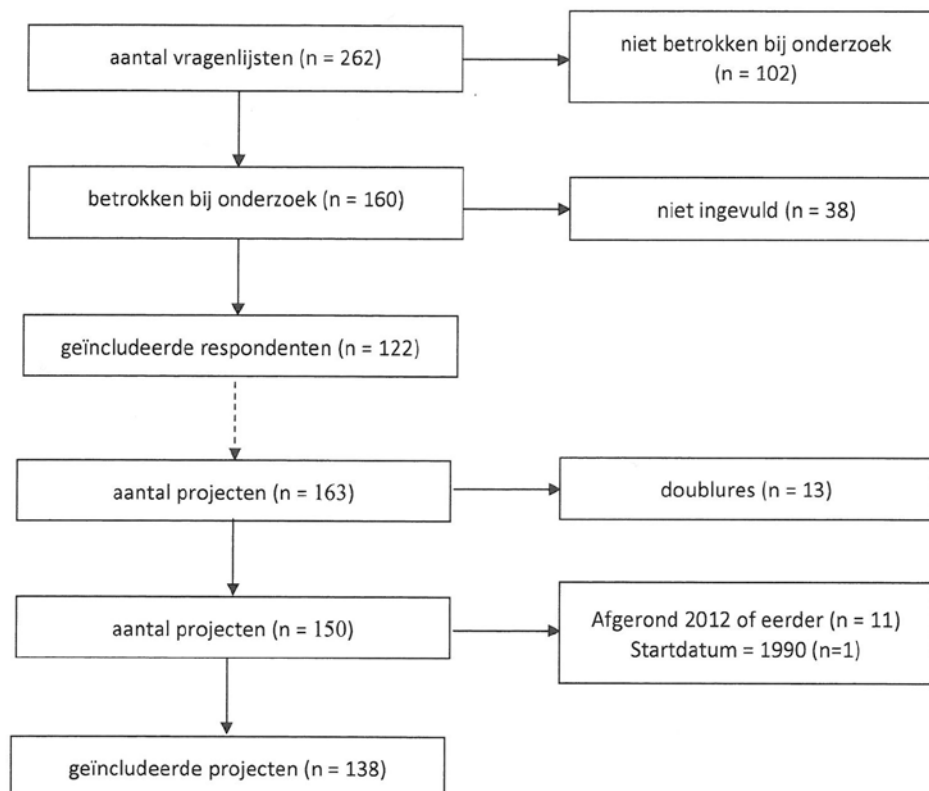 aantal vragenlijsten (n = 262)
niet betrokken bij onderzoek
(n = 102)
betrokken bij onderzoek (n = 160)
niet ingevuld (n = 38)
geïncludeerde respondenten (n = 122)
aantal projecten (n = 163)
doublures (n = 13)
aantal projecten (n = 150)
Afgerond 2012 of eerder (n = 11)
Startdatum = 1990 (n=1)
geïncludeerde projecten (n = 138)